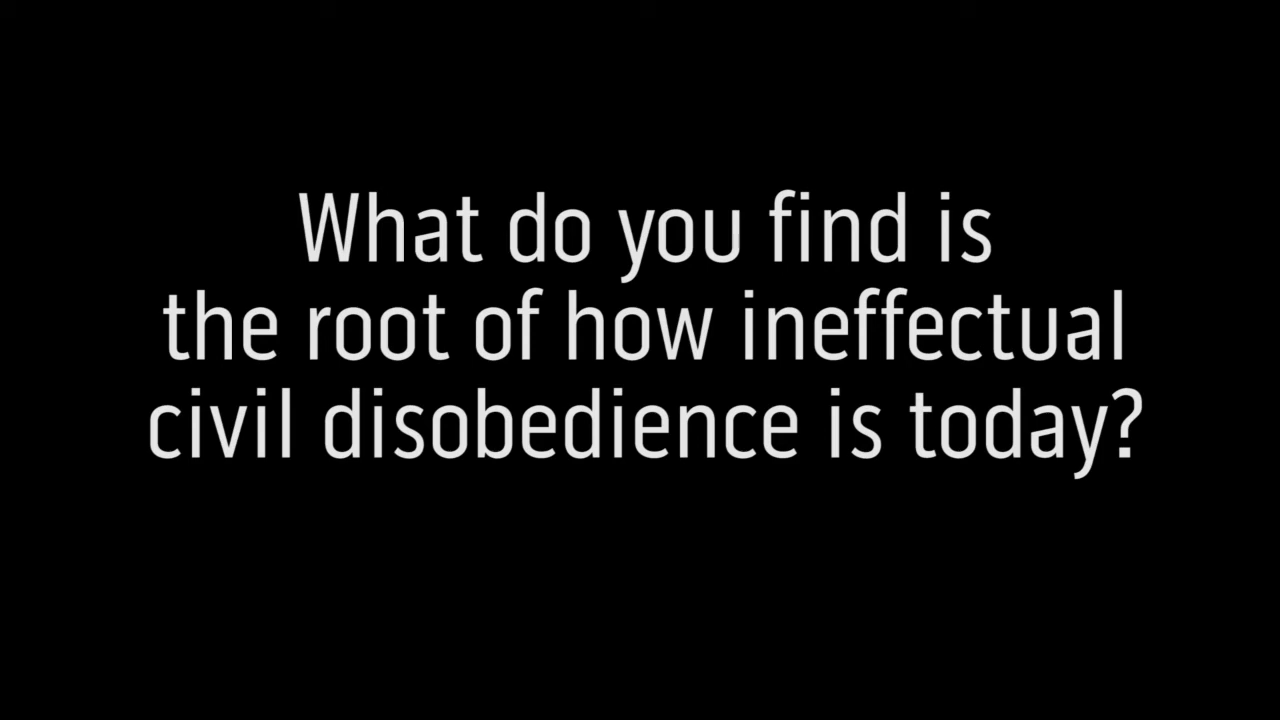 What do you find is
the root of how ineffectual
civil disobedience is today?